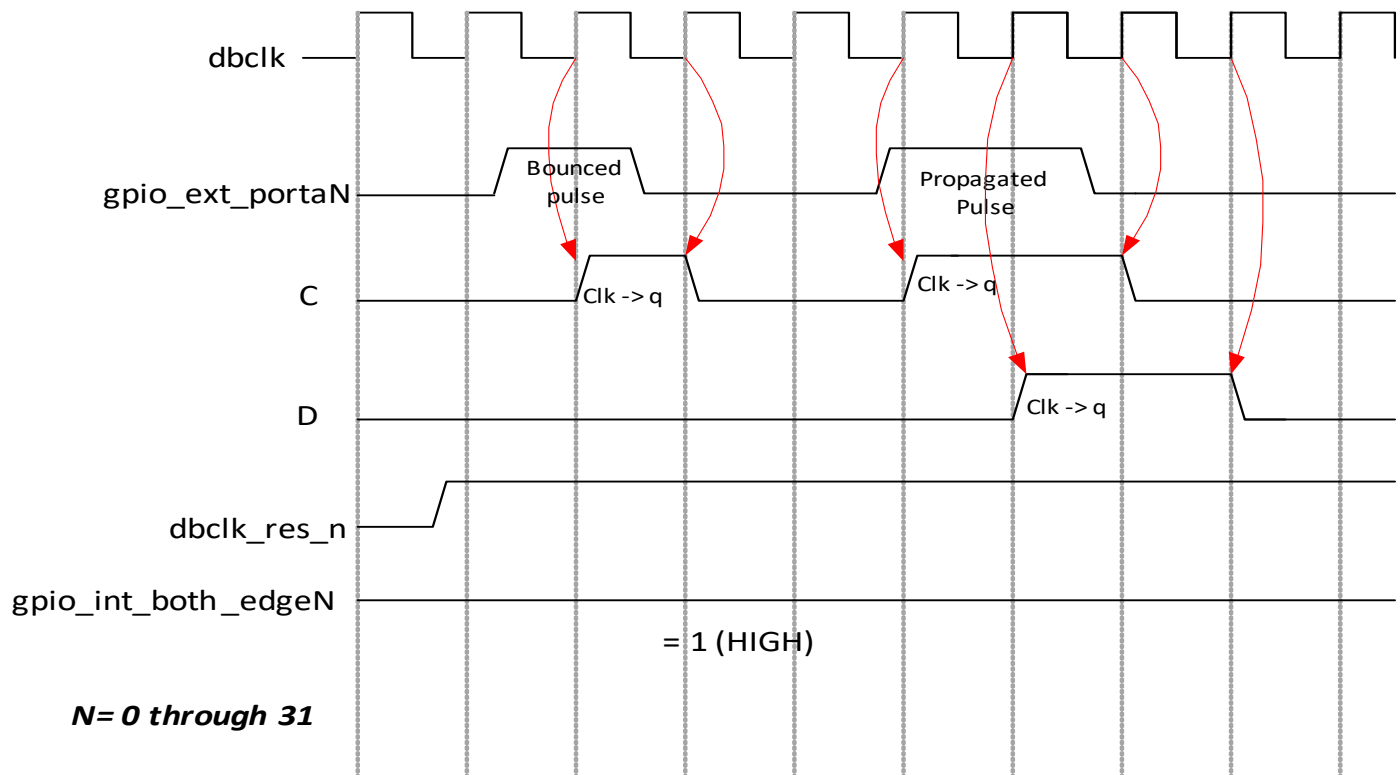 dbclk
gpio_ext_portaN
Bounced
pulse
Propagated
Pulse
C
Clk -> q
Clk -> q
D
Clk -> q
dbclk_res_n
gpio_int_both_edgeN
= 1 (HIGH)
N= 0 through 31